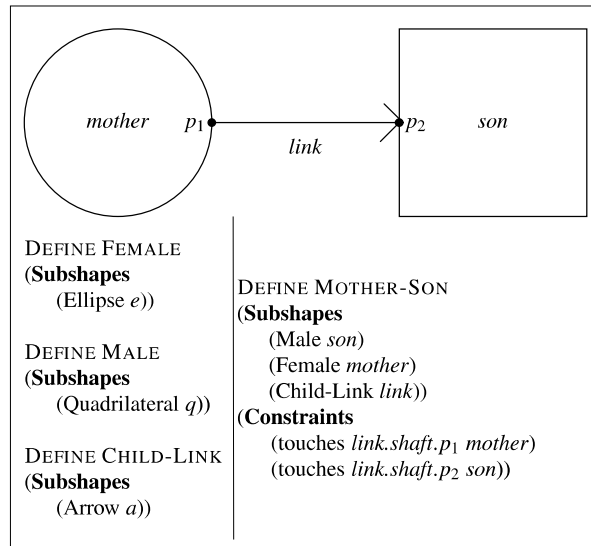 mother p₁ link p₂ son
DEFINE FEMALE
(Subshapes
(Ellipse e))
DEFINE MALE
(Subshapes
(Quadrilateral q))
DEFINE CHILD-LINK
(Subshapes
(Arrow a))
DEFINE MOTHER-SON
(Subshapes
(Male son)
(Female mother)
(Child-Link link))
(Constraints
(touches link.shaft.p₁ mother)
(touches link.shaft.p₂ son))